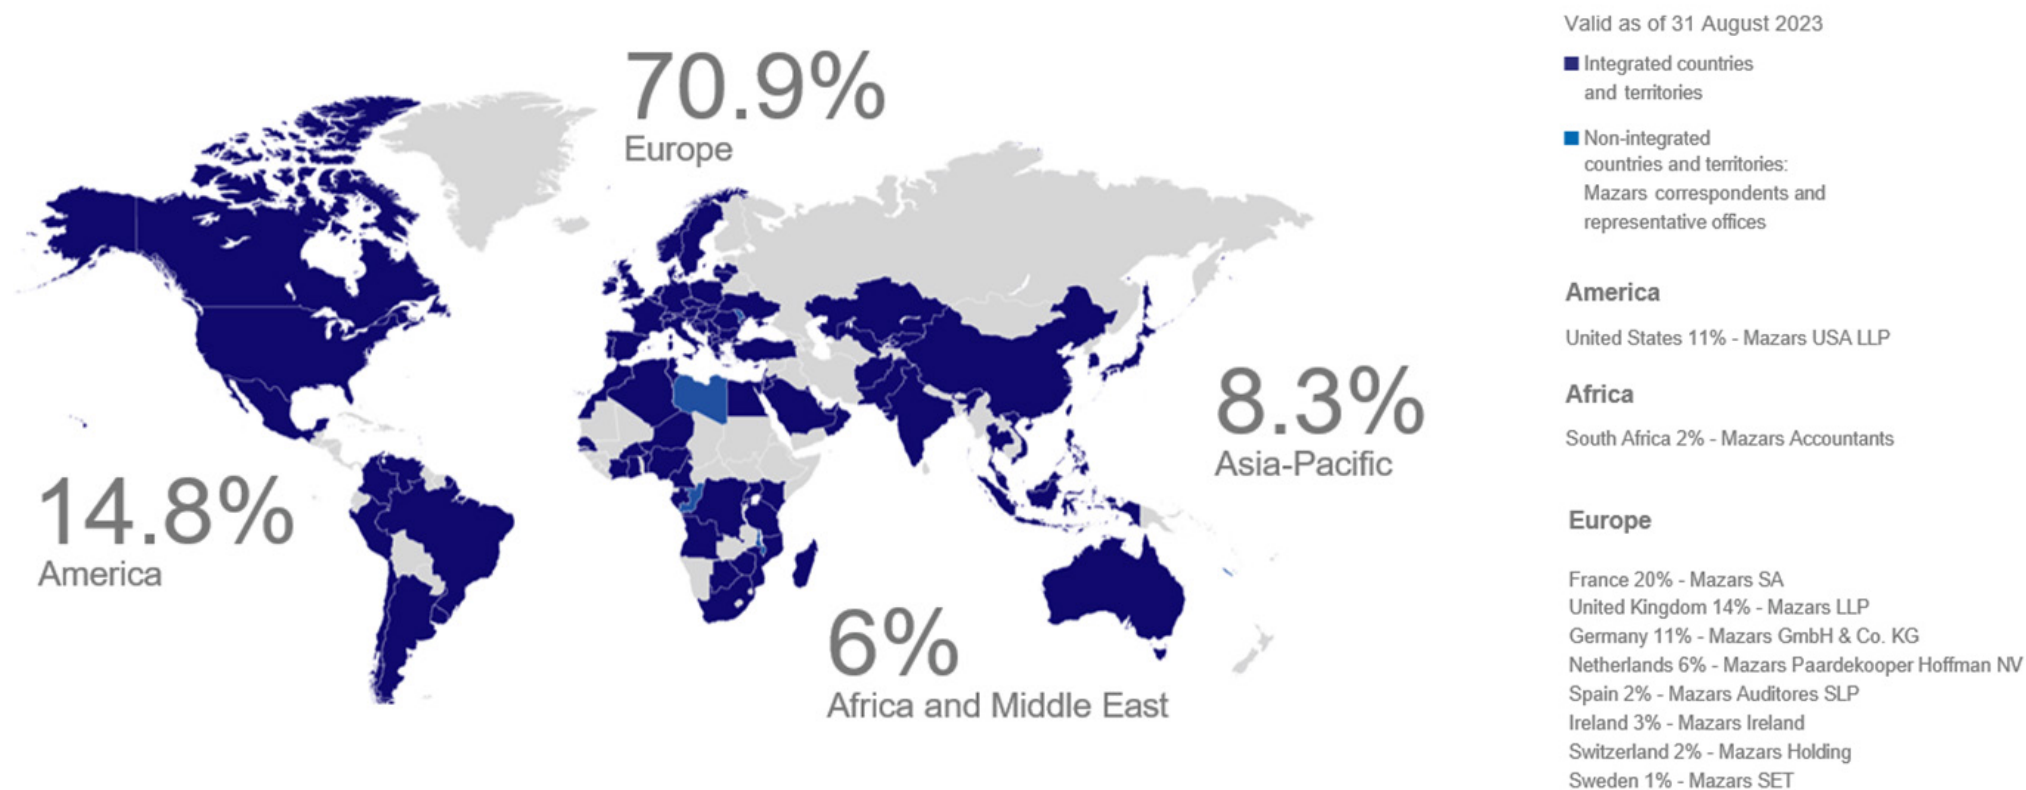 70.9%
Europe
14.8%
America
8.3%
Asia-Pacific
6%
Africa and Middle East
Valid as of 31 August 2023
Integrated countries
and territories
Non-integrated
countries and territories:
Mazars correspondents and
representative offices
America
United States 11% - Mazars USA LLP
Africa
South Africa 2% - Mazars Accountants
Europe
France 20% - Mazars SA
United Kingdom 14% - Mazars LLP
Germany 11% - Mazars GmbH & Co. KG
Netherlands 6% - Mazars Paardekooper Hoffman NV
Spain 2% - Mazars Auditores SLP
Ireland 3% - Mazars Ireland
Switzerland 2% - Mazars Holding
Sweden 1% - Mazars SET